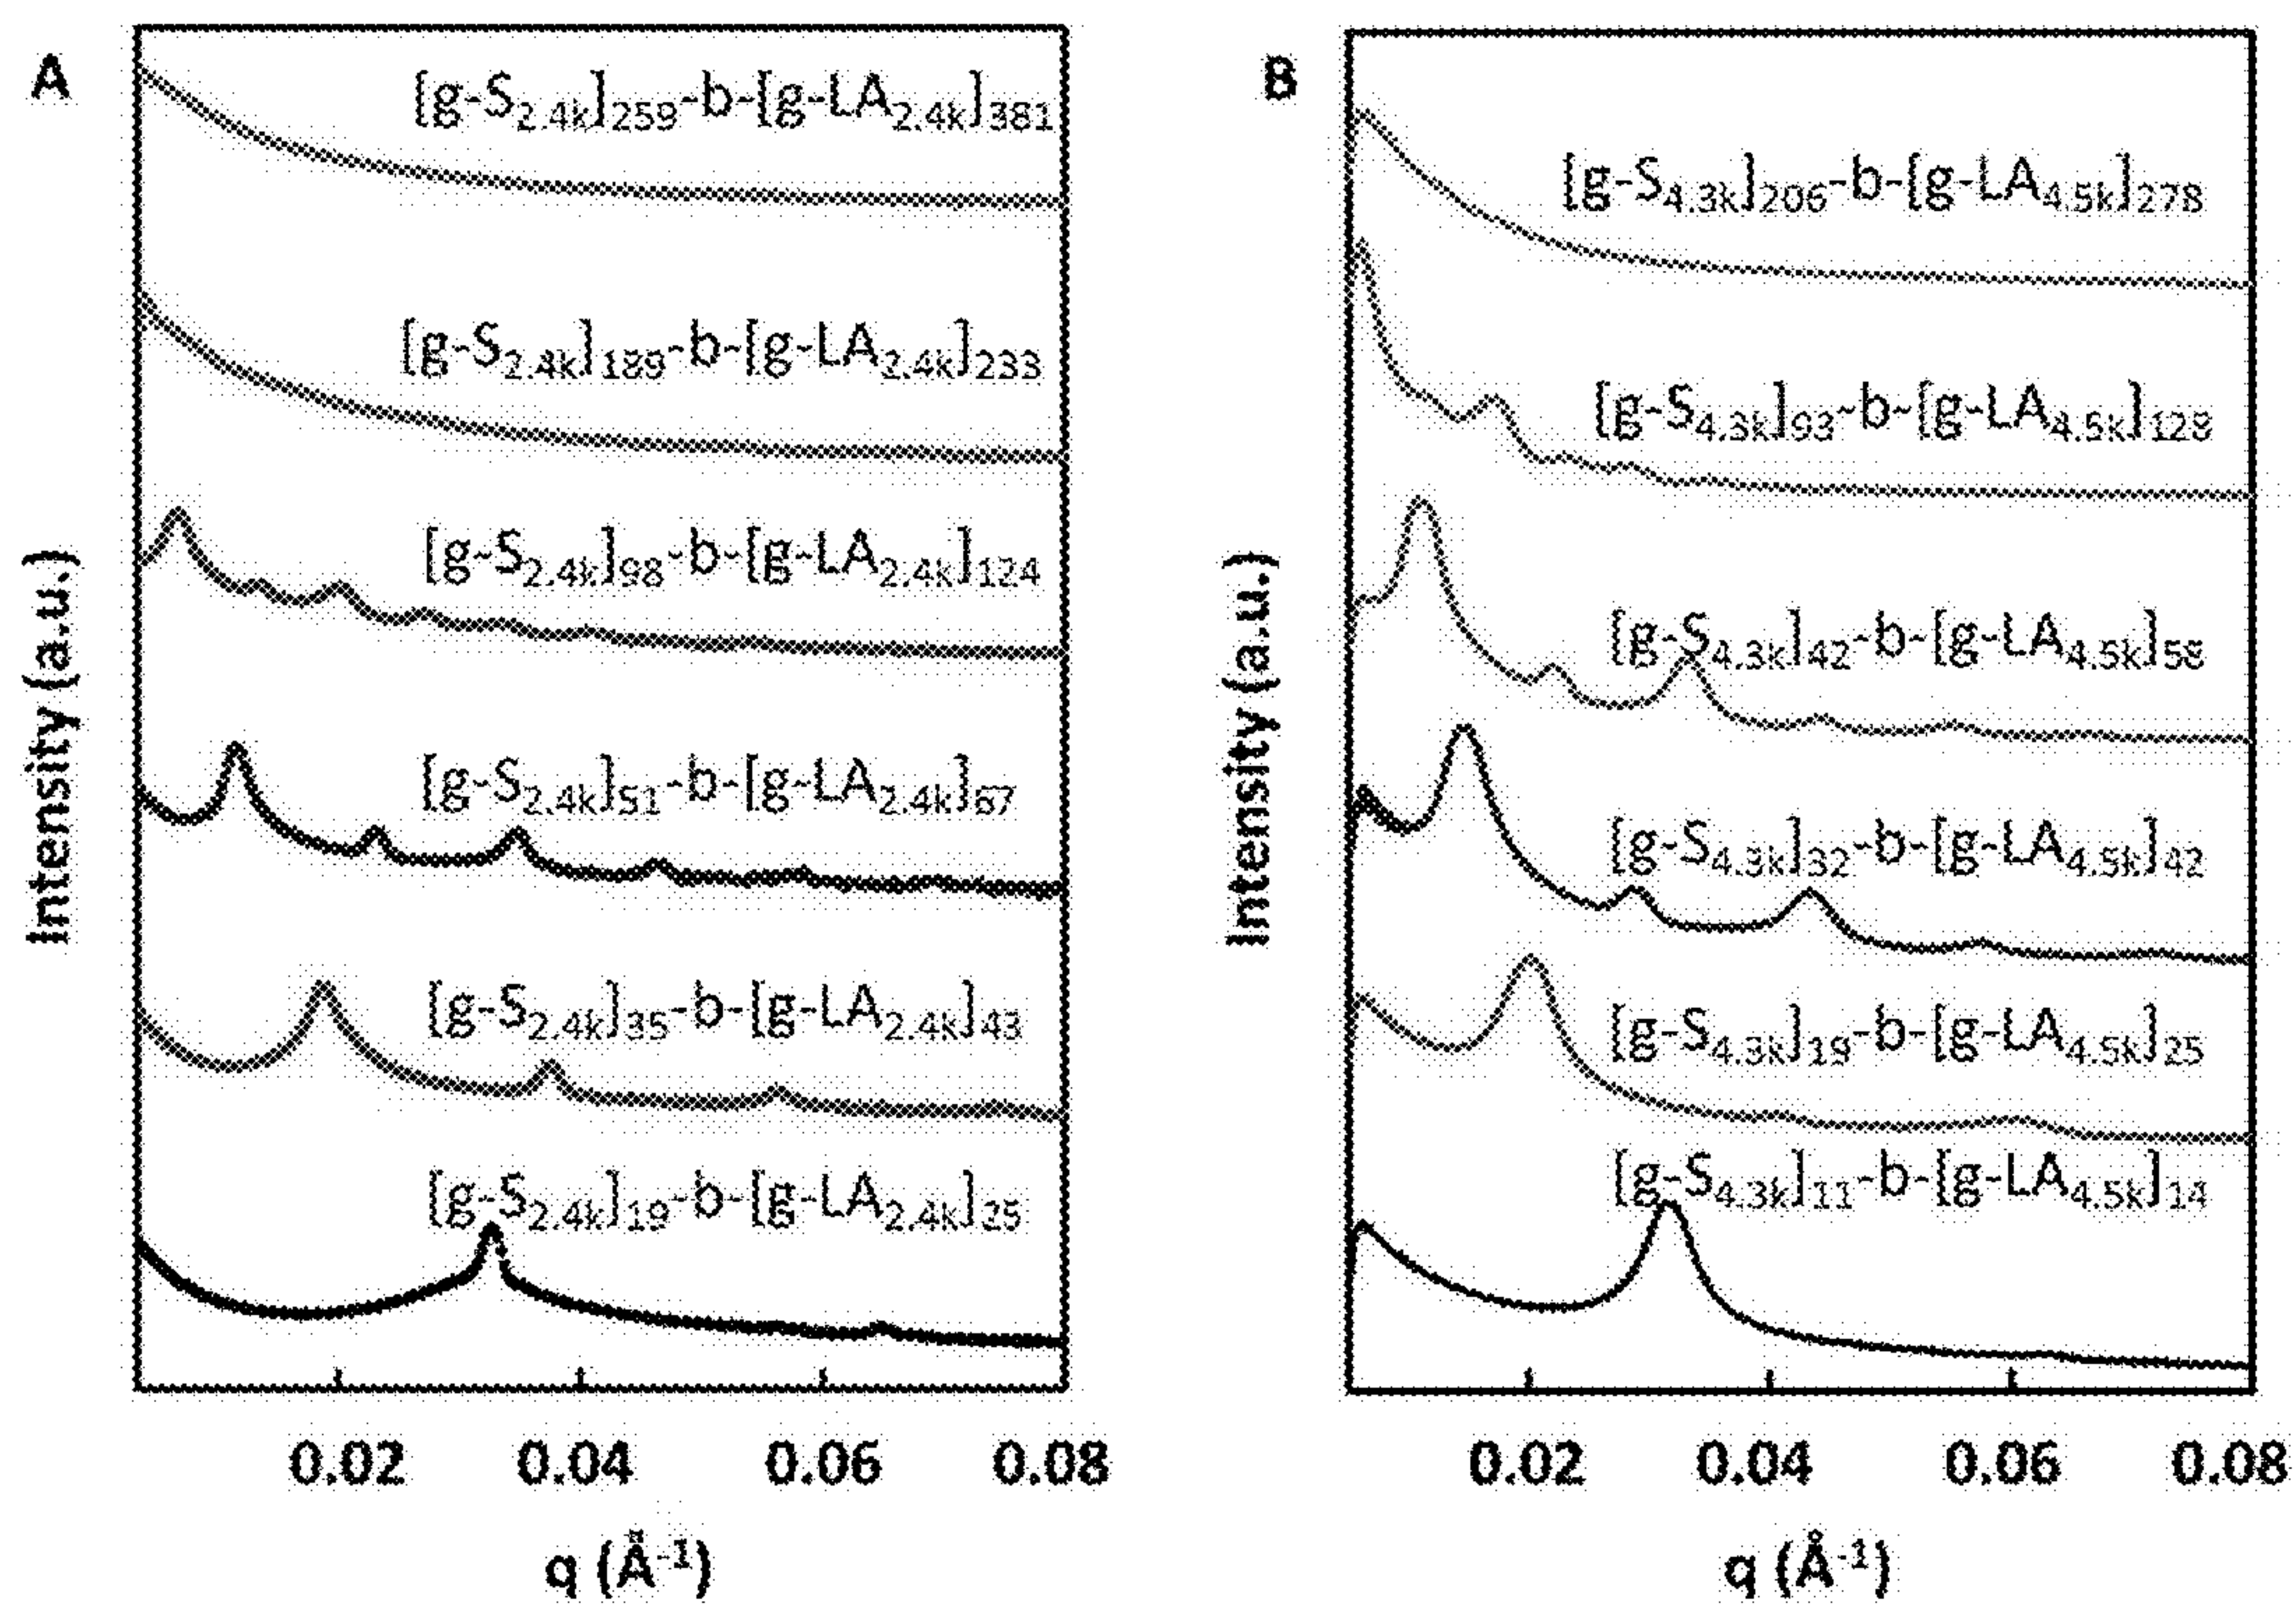 A
[g-S2.4k]259-b-[g-LA2.4k]381
[g-S2.4k]189-b-[g-LA2.4k]233
[g-S2.4k]98-b-[g-LA2.4k]124
[g-S2.4k]51-b-[g-LA2.4k]67
[g-S2.4k]35-b-[g-LA2.4k]43
[g-S2.4k]19-b-[g-LA2.4k]25
Intensity (a.u.)
0.02 0.04 0.06 0.08
q (Å-1)
B
[g-S4.3k]206-b-[g-LA4.5k]278
[g-S4.3k]93-b-[g-LA4.5k]128
[g-S4.3k]42-b-[g-LA4.5k]58
[g-S4.3k]32-b-[g-LA4.5k]42
[g-S4.3k]19-b-[g-LA4.5k]25
[g-S4.3k]11-b-[g-LA4.5k]14
Intensity (a.u.)
0.02 0.04 0.06 0.08
q (Å-1)